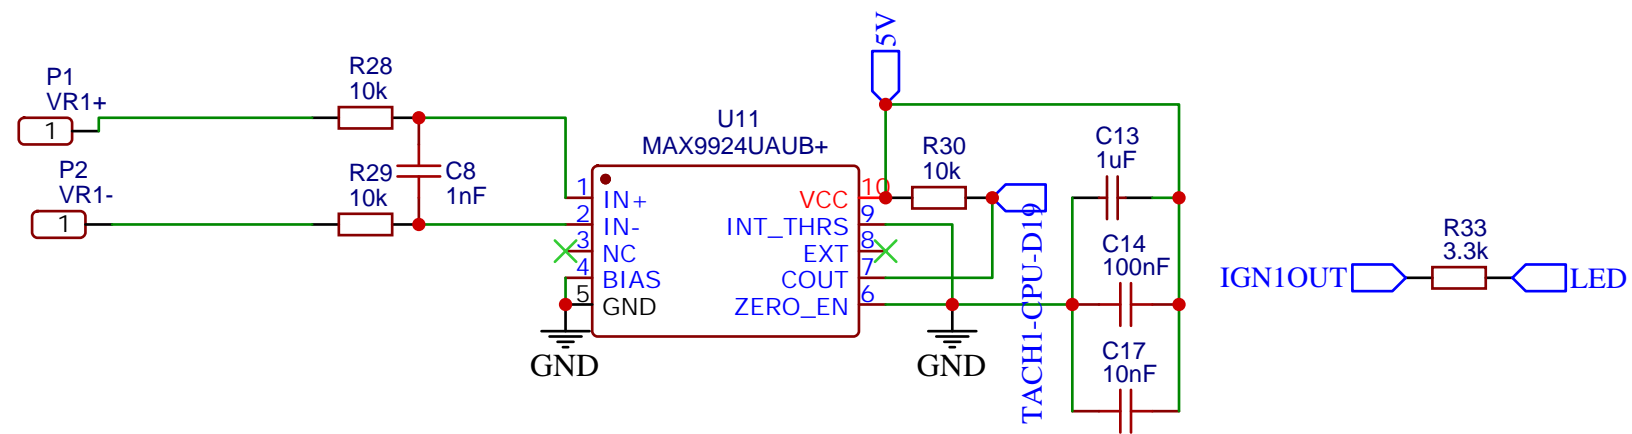 P1
VR1+
1
P2
VR1-
1
R28
10k
R29
10k
C8
1nF
U11
MAX9924UAUB+
1
IN+
2
IN-
3
NC
4
BIAS
5
GND
VCC
10
INT_THRS
9
EXT
8
COUT
7
ZERO_EN
6
GND
GND
5V
R30
10k
TACH1-CPU-D19
C13
1uF
C14
100nF
C17
10nF
IGN1OUT
R33
3.3k
LED